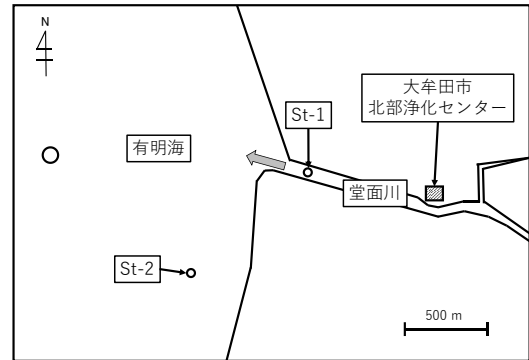 N
大牟田市
北部浄化センター
St-1
有明海
堂面川
St-2
500 m